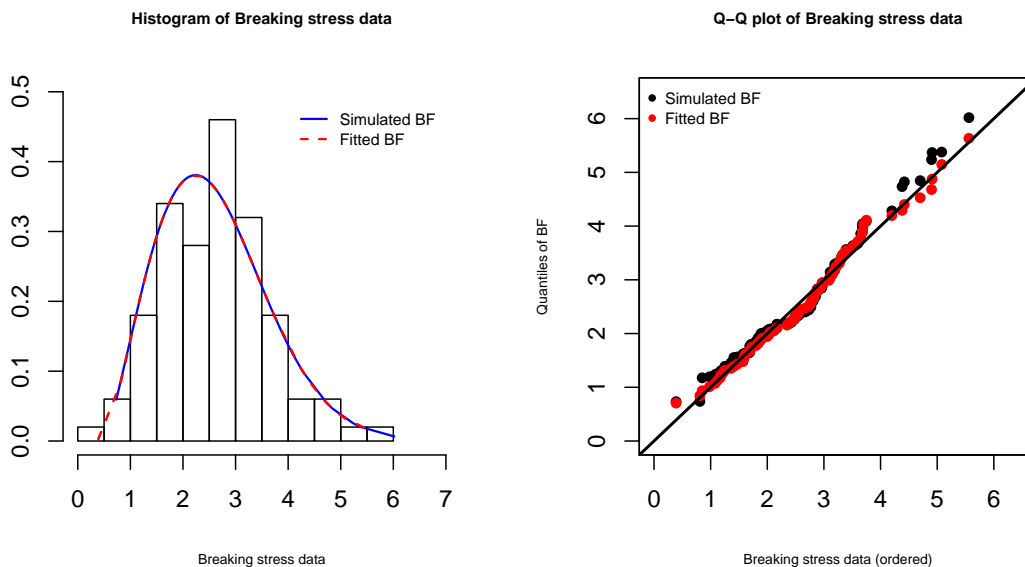 Histogram of Breaking stress data
0.5
0.4
0.3
0.2
0.1
0.0
Simulated BF
Fitted BF
0 1 2 3 4 5 6 7
Breaking stress data
Q−Q plot of Breaking stress data
Quantiles of BF
6
5
4
3
2
1
0
Simulated BF
Fitted BF
0 1 2 3 4 5 6
Breaking stress data (ordered)